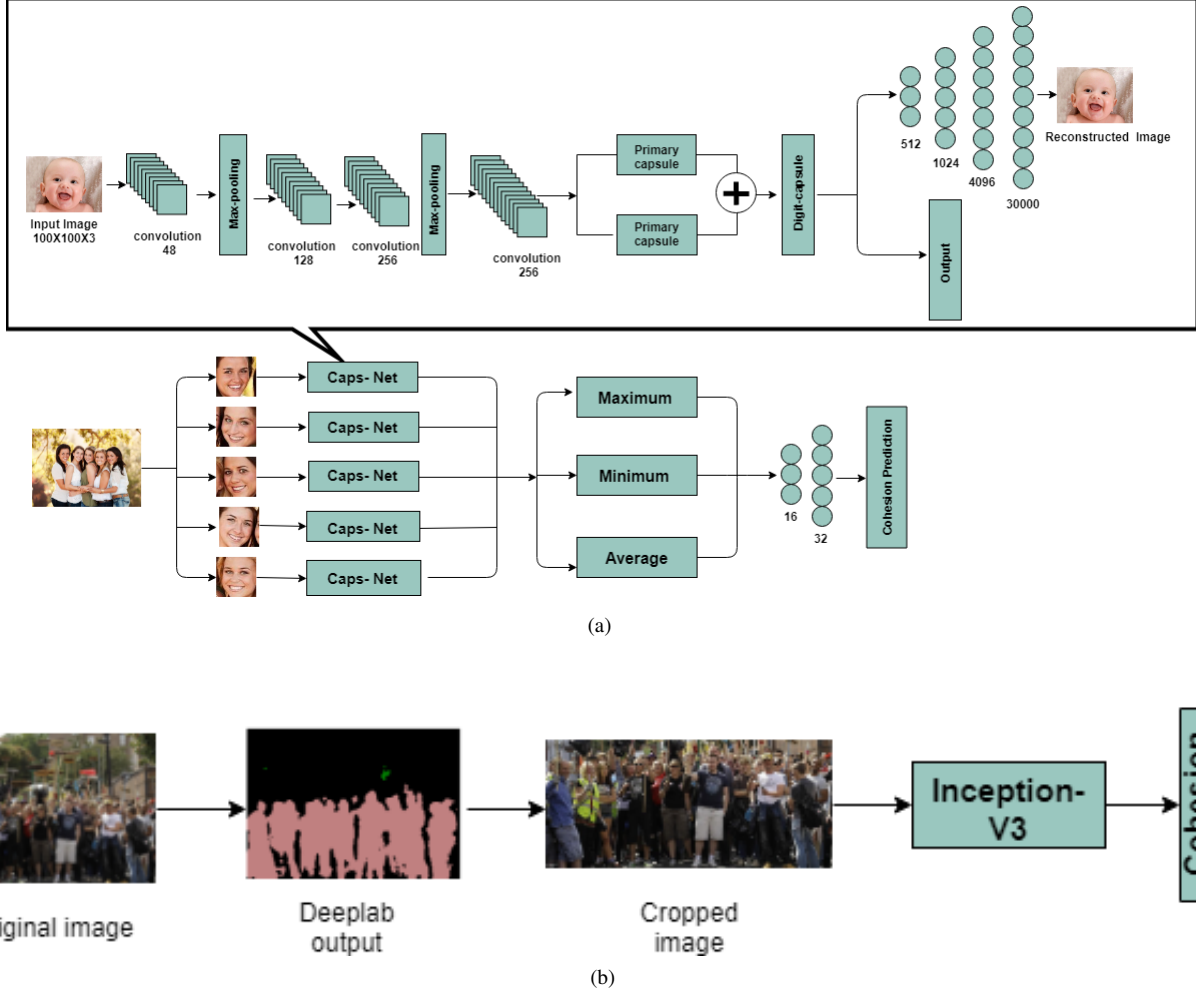 Input Image
100X100X3
convolution
48
Max-pooling
convolution
128
convolution
256
Max-pooling
convolution
256
Primary
capsule
Primary
capsule
+
Digit-capsule
512
1024
4096
30000
Reconstructed Image
Output
Caps- Net
Caps- Net
Caps- Net
Caps- Net
Caps- Net
Maximum
Minimum
Average
16
32
Cohesion Prediction
(a)
iginal image
Deeplab
output
Cropped
image
Inception-
V3
Cohesion
(b)